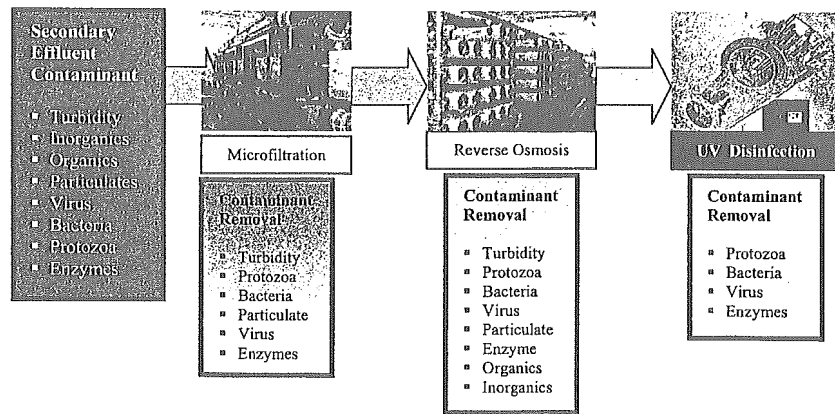 Secondary
Effluent
Contaminant
Turbidity
Inorganics
Organics
Particulates
Virus
Bacteria
Protozoa
Enzymes
Microfiltration
Contaminant
Removal
Turbidity
Protozoa
Bacteria
Particulate
Virus
Enzymes
Reverse Osmosis
Contaminant
Removal
Turbidity
Protozoa
Bacteria
Virus
Particulate
Enzyme
Organics
Inorganics
UV Disinfection
Contaminant
Removal
Protozoa
Bacteria
Virus
Enzymes